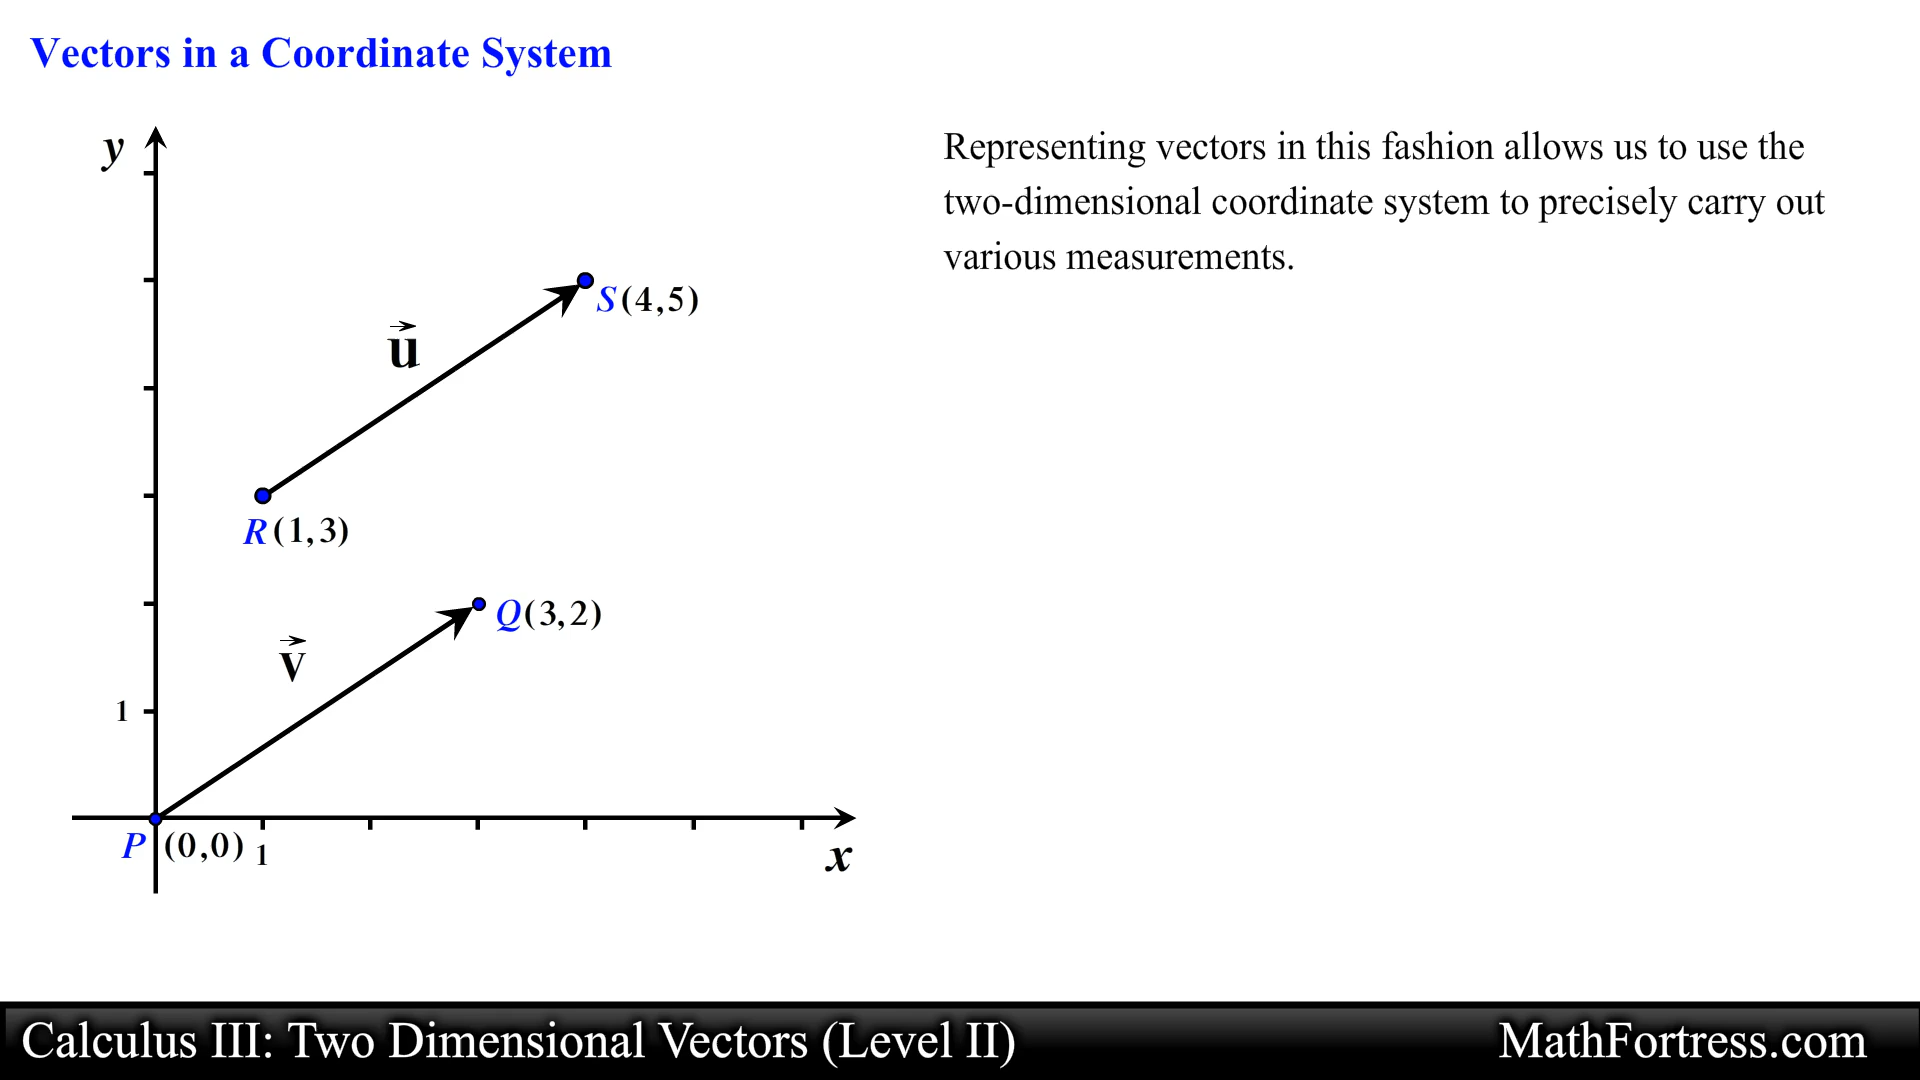 Vectors in a Coordinate System
y
Representing vectors in this fashion allows us to use the
two-dimensional coordinate system to precisely carry out
various measurements.
S(4,5)
u⃗
R(1,3)
Q(3,2)
v⃗
1
P (0,0) 1
x
Calculus III: Two Dimensional Vectors (Level II)
MathFortress.com